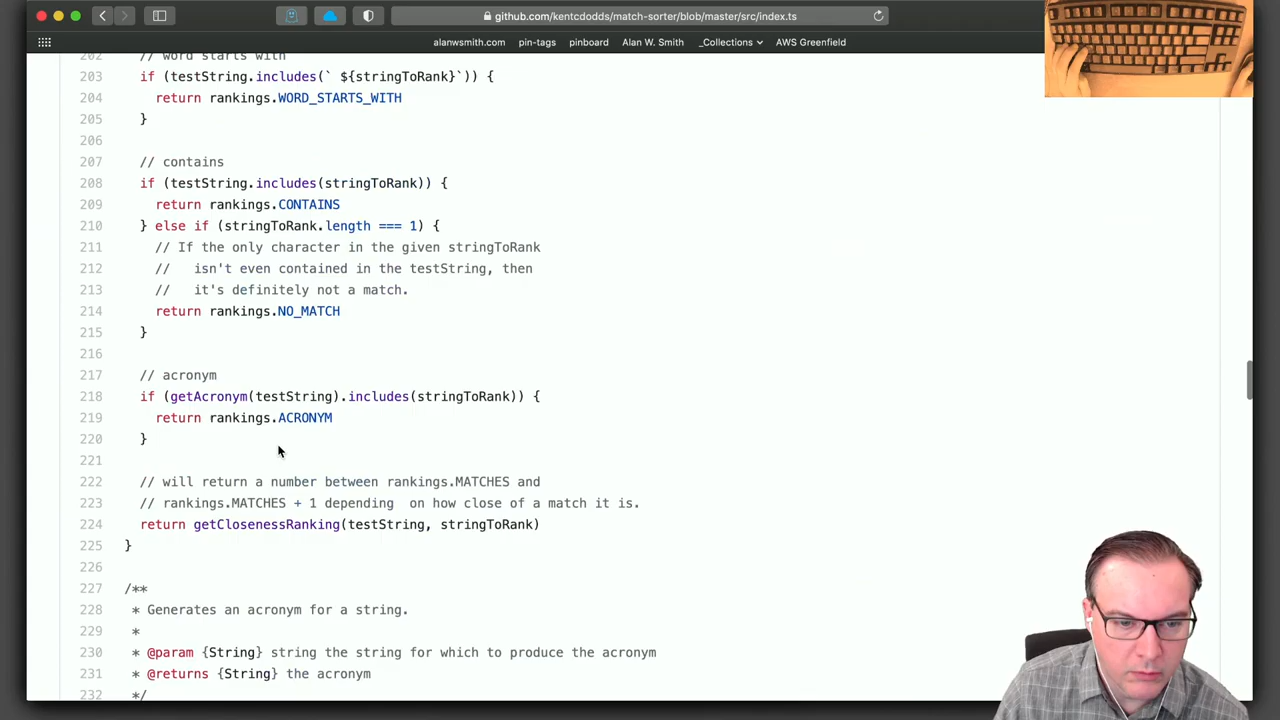 github.com/kentcdodds/match-sorter/blob/master/src/index.ts
alanwsmith.com pin-tags pinboard Alan W. Smith _Collections AWS Greenfield
202 // word starts with
203 if (testString.includes(` ${stringToRank}`)) {
204 return rankings.WORD_STARTS_WITH
205 }
206
207 // contains
208 if (testString.includes(stringToRank)) {
209 return rankings.CONTAINS
210 } else if (stringToRank.length === 1) {
211 // If the only character in the given stringToRank
212 // isn't even contained in the testString, then
213 // it's definitely not a match.
214 return rankings.NO_MATCH
215 }
216
217 // acronym
218 if (getAcronym(testString).includes(stringToRank)) {
219 return rankings.ACRONYM
220 }
221
222 // will return a number between rankings.MATCHES and
223 // rankings.MATCHES + 1 depending  on how close of a match it is.
224 return getClosenessRanking(testString, stringToRank)
225 }
226
227 /**
228 * Generates an acronym for a string.
229 *
230 * @param {String} string the string for which to produce the acronym
231 * @returns {String} the acronym
232 */